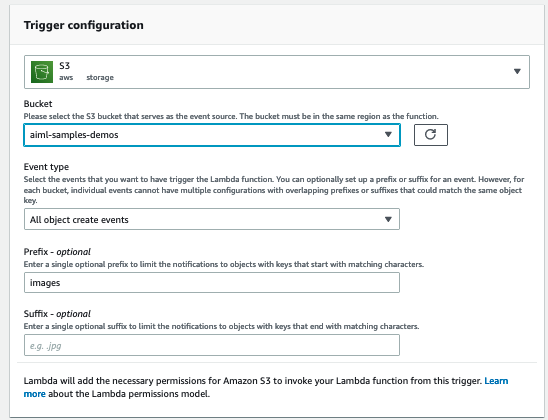 Trigger configuration
S3
aws storage
Bucket
Please select the S3 bucket that serves as the event source. The bucket must be in the same region as the function.
aiml-samples-demos
Event type
Select the events that you want to have trigger the Lambda function. You can optionally set up a prefix or suffix for an event. However, for
each bucket, individual events cannot have multiple configurations with overlapping prefixes or suffixes that could match the same object
key.
All object create events
Prefix - optional
Enter a single optional prefix to limit the notifications to objects with keys that start with matching characters.
images
Suffix - optional
Enter a single optional suffix to limit the notifications to objects with keys that end with matching characters.
e.g. .jpg
Lambda will add the necessary permissions for Amazon S3 to invoke your Lambda function from this trigger. Learn
more about the Lambda permissions model.